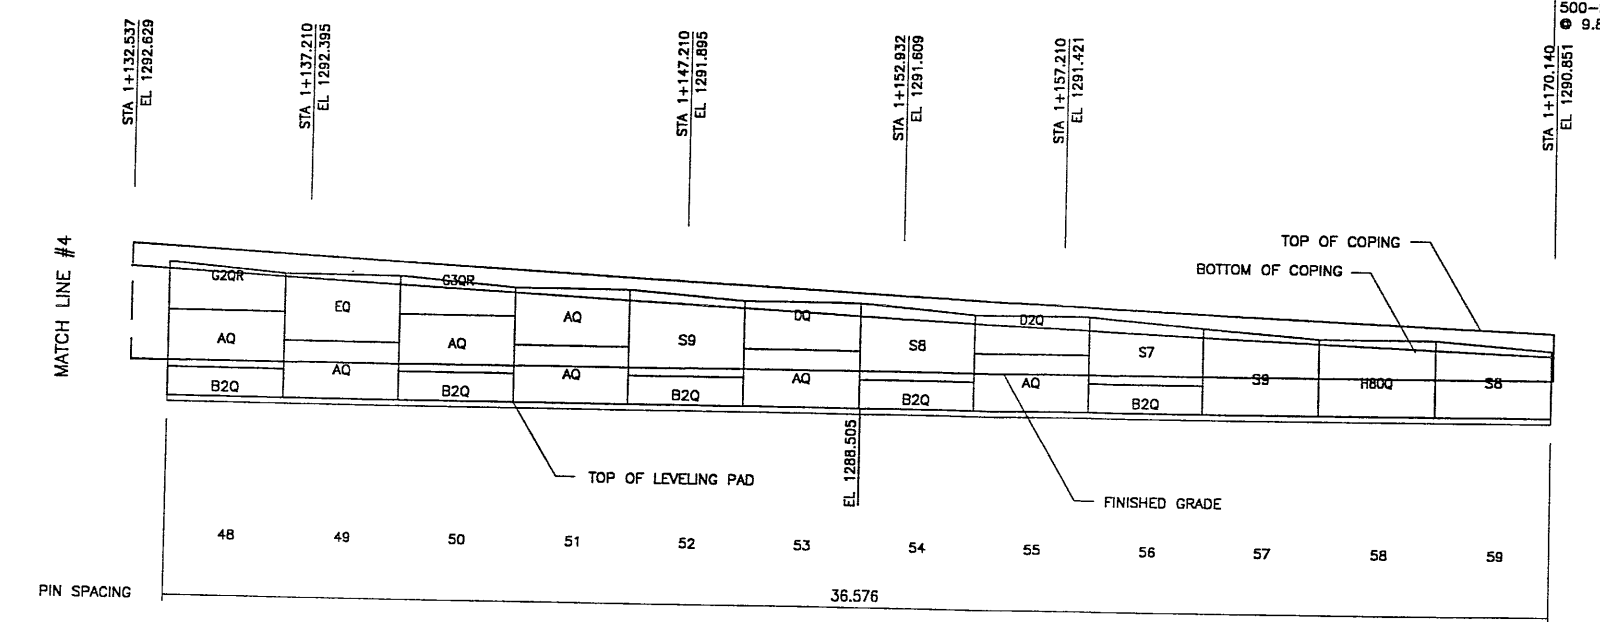 500-
@ 9.8
STA 1+132.537
EL 1292.629
STA 1+137.210
EL 1292.395
STA 1+147.210
EL 1291.895
STA 1+152.932
EL 1291.609
STA 1+157.210
EL 1291.421
STA 1+170.140
EL 1290.851
MATCH LINE #4
TOP OF COPING
BOTTOM OF COPING
G2QR
G3QR
EQ
AQ
DQ
D2Q
AQ
AQ
S9
S8
S7
AQ
AQ
AQ
AQ
S9
H80Q
S8
B2Q
B2Q
B2Q
B2Q
B2Q
EL 1288.505
TOP OF LEVELING PAD
FINISHED GRADE
48 49 50 51 52 53 54 55 56 57 58 59
PIN SPACING
36.576